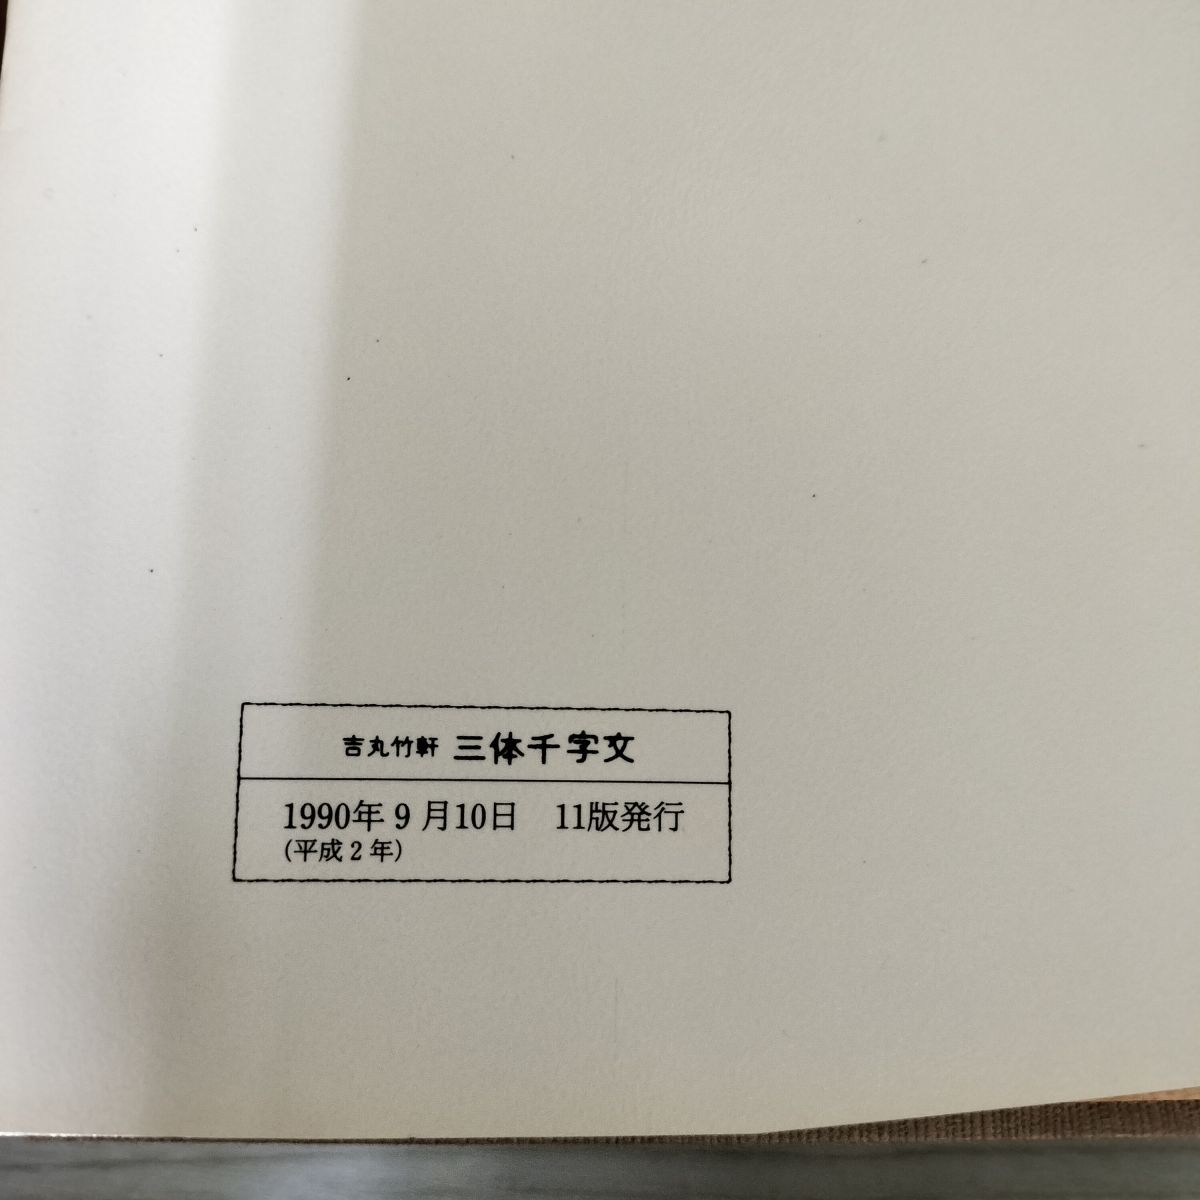 吉丸竹軒 三体千字文
1990年9月10日 11版発行
(平成2年)